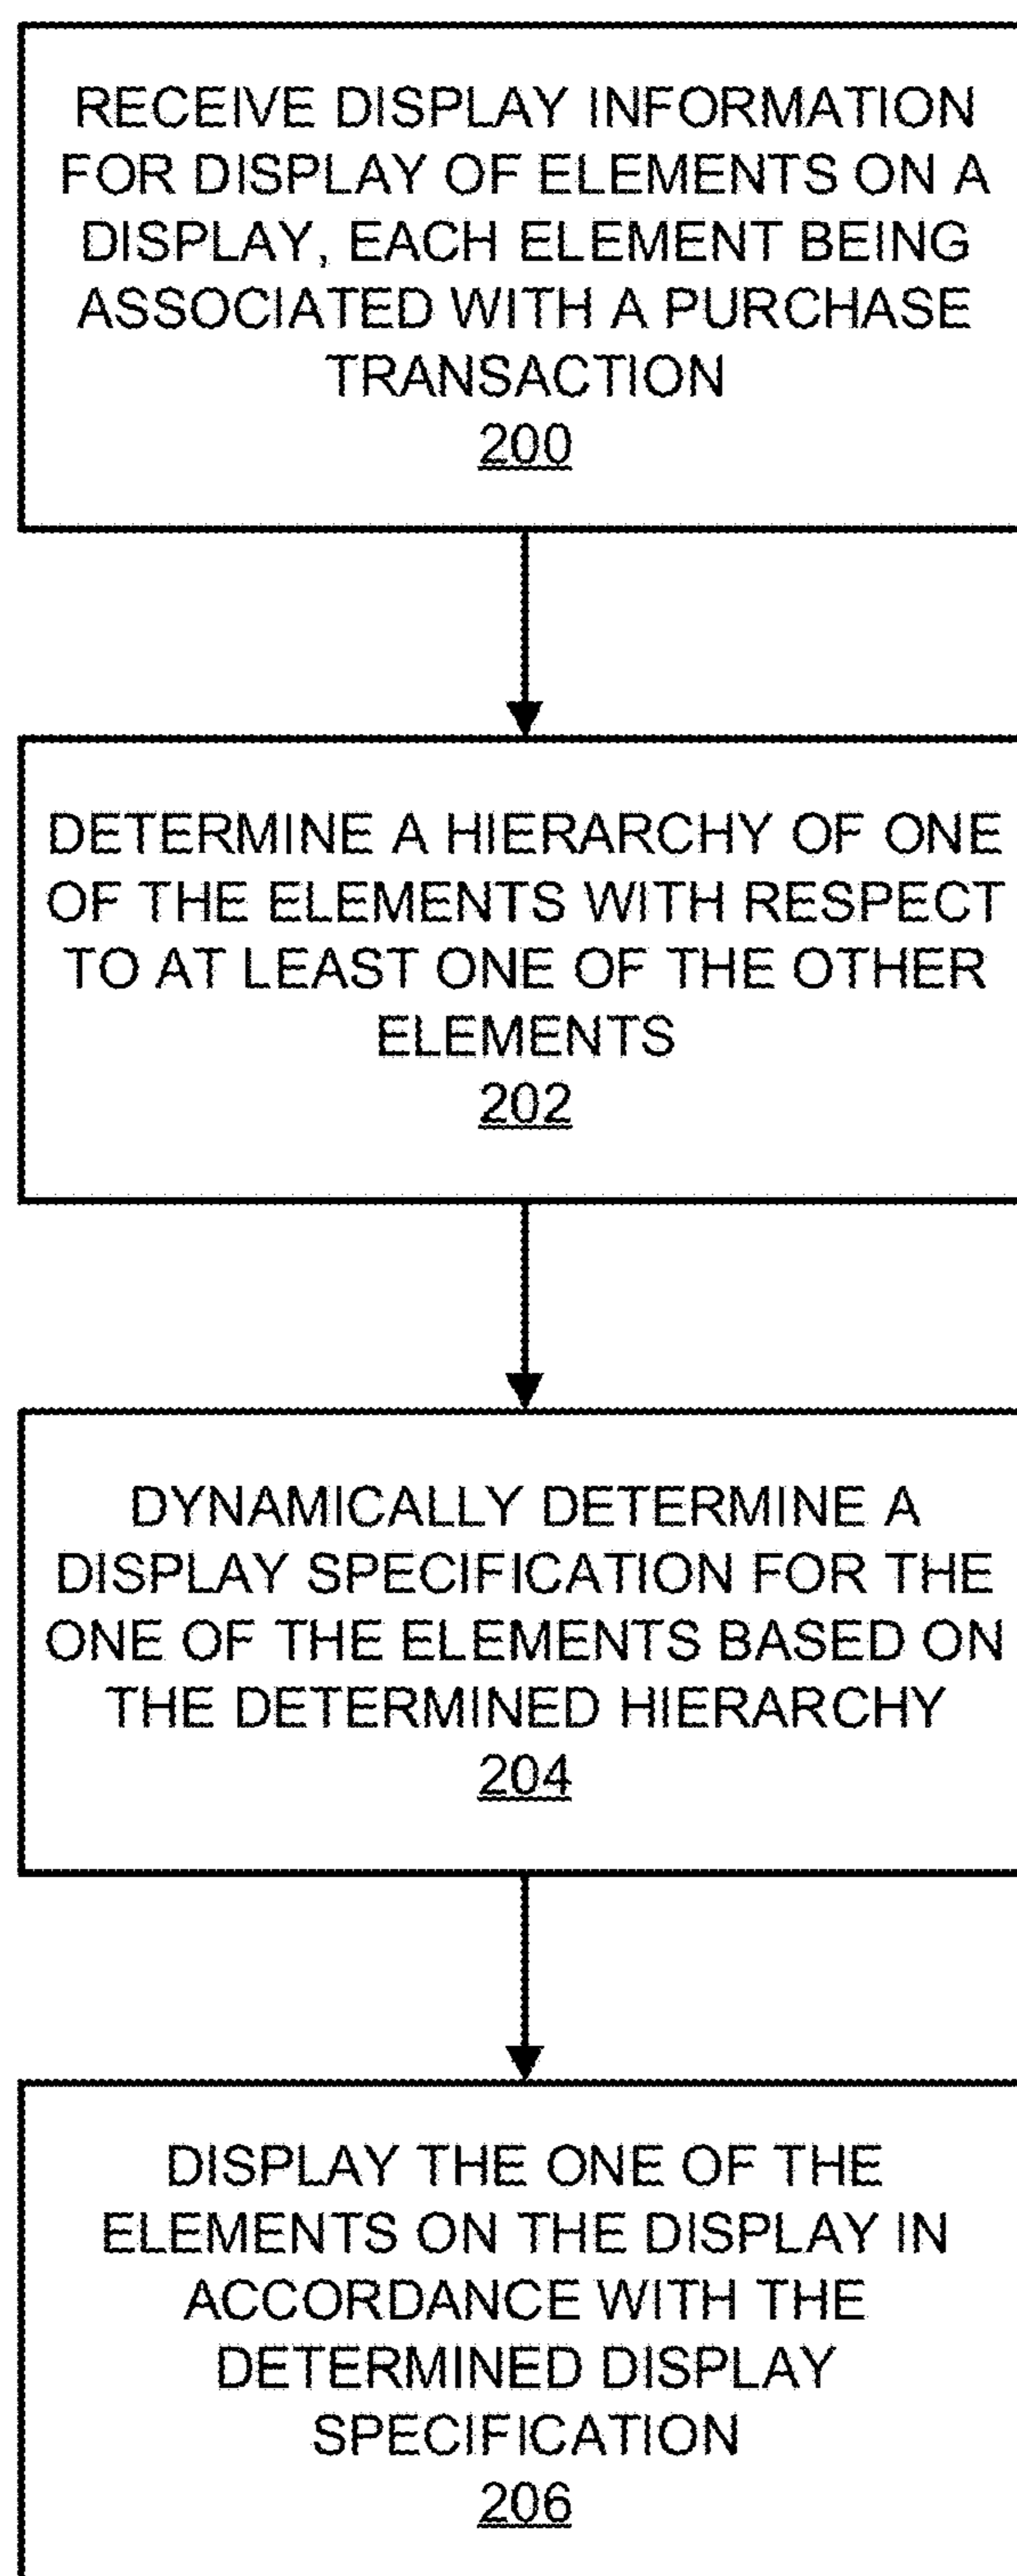 RECEIVE DISPLAY INFORMATION
FOR DISPLAY OF ELEMENTS ON A
DISPLAY, EACH ELEMENT BEING
ASSOCIATED WITH A PURCHASE
TRANSACTION
200
DETERMINE A HIERARCHY OF ONE
OF THE ELEMENTS WITH RESPECT
TO AT LEAST ONE OF THE OTHER
ELEMENTS
202
DYNAMICALLY DETERMINE A
DISPLAY SPECIFICATION FOR THE
ONE OF THE ELEMENTS BASED ON
THE DETERMINED HIERARCHY
204
DISPLAY THE ONE OF THE
ELEMENTS ON THE DISPLAY IN
ACCORDANCE WITH THE
DETERMINED DISPLAY
SPECIFICATION
206